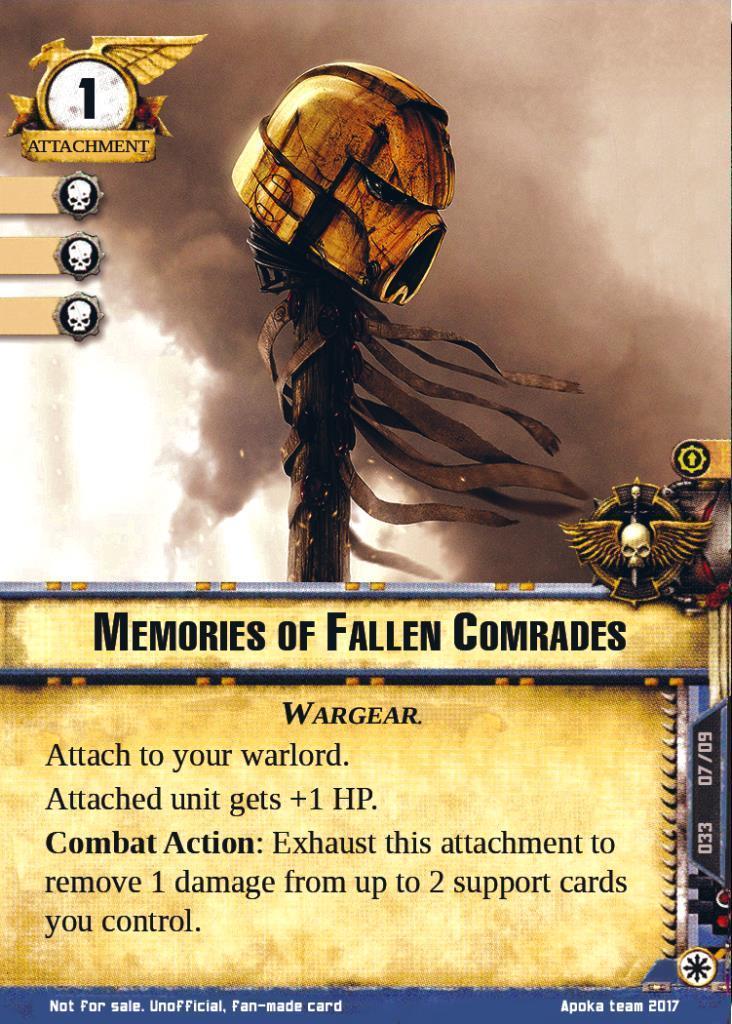 1
ATTACHMENT
MEMORIES OF FALLEN COMRADES
WARGEAR.
Attach to your warlord.
Attached unit gets +1 HP.
Combat Action: Exhaust this attachment to
remove 1 damage from up to 2 support cards
you control.
033 07/09
Not for sale. Unofficial, fan-made card
Apoka team 2017